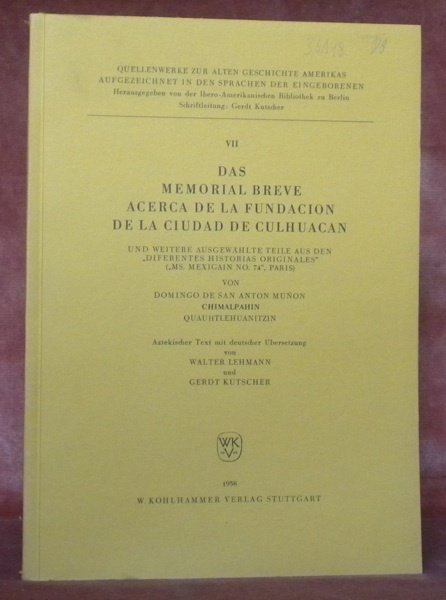 QUELLENWERKE ZUR ALTEN GESCHICHTE AMERIKAS
AUFGEZEICHNET IN DEN SPRACHEN DER EINGEBORENEN
Herausgegeben von der Ibero-Amerikanischen Bibliothek zu Berlin
Schriftleitung: Gerdt Kutscher
VII
DAS
MEMORIAL BREVE
ACERCA DE LA FUNDACION
DE LA CIUDAD DE CULHUACAN
UND WEITERE AUSGEWÄHLTE TEILE AUS DEN
„DIFERENTES HISTORIAS ORIGINALES"
(„MS. MEXICAIN NO. 74", PARIS)
VON
DOMINGO DE SAN ANTON MUÑON
CHIMALPAHIN
QUAUHTLEHUANITZIN
Aztekischer Text mit deutscher Übersetzung
von
WALTER LEHMANN
und
GERDT KUTSCHER
WK
V
1958
W. KOHLHAMMER VERLAG STUTTGART